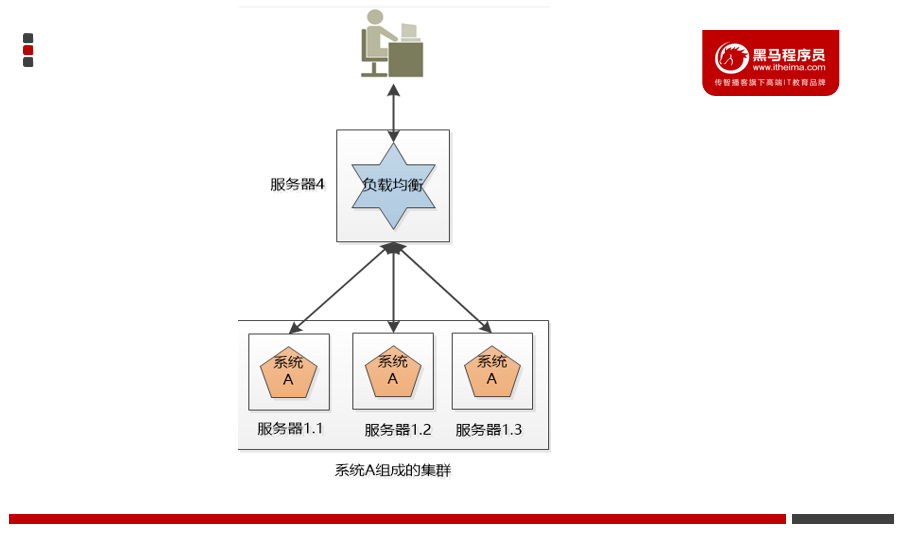 黑马程序员
www.itheima.com
传智播客旗下高端IT教育品牌
服务器4
负载均衡
系统
A
系统
A
系统
A
服务器1.1
服务器1.2
服务器1.3
系统A组成的集群